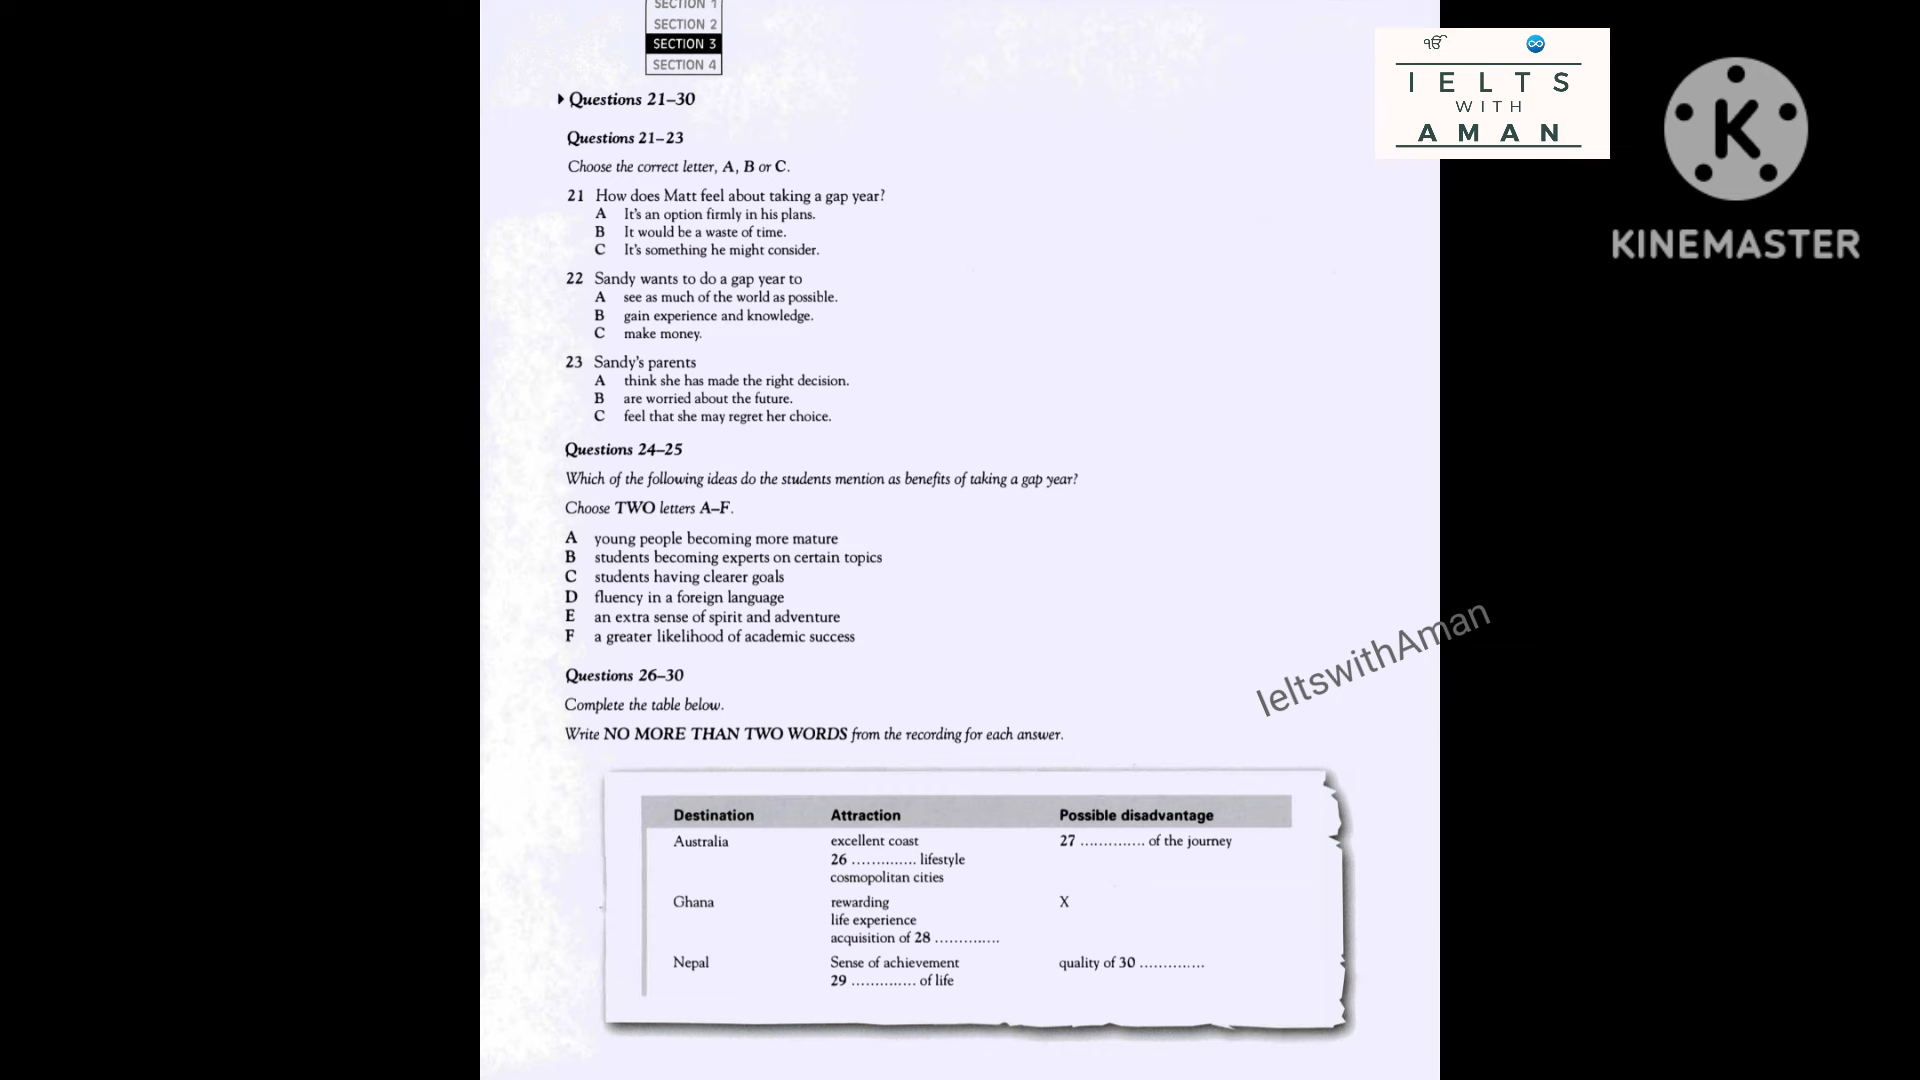 SECTION 1
SECTION 2
SECTION 3
SECTION 4
Questions 21–30
Questions 21–23
Choose the correct letter, A, B or C.
21 How does Matt feel about taking a gap year?
A It's an option firmly in his plans.
B It would be a waste of time.
C It's something he might consider.
22 Sandy wants to do a gap year to
A see as much of the world as possible.
B gain experience and knowledge.
C make money.
23 Sandy's parents
A think she has made the right decision.
B are worried about the future.
C feel that she may regret her choice.
Questions 24–25
Which of the following ideas do the students mention as benefits of taking a gap year?
Choose TWO letters A–F.
A young people becoming more mature
B students becoming experts on certain topics
C students having clearer goals
D fluency in a foreign language
E an extra sense of spirit and adventure
F a greater likelihood of academic success
Questions 26–30
Complete the table below.
Write NO MORE THAN TWO WORDS from the recording for each answer.
Destination Attraction Possible disadvantage
Australia excellent coast 27 .............. of the journey
26 .............. lifestyle
cosmopolitan cities
Ghana rewarding X
life experience
acquisition of 28 ..............
Nepal Sense of achievement quality of 30 ..............
29 .............. of life
ੴ
IELTS
WITH
AMAN
K
KINEMASTER
IeltswithAman